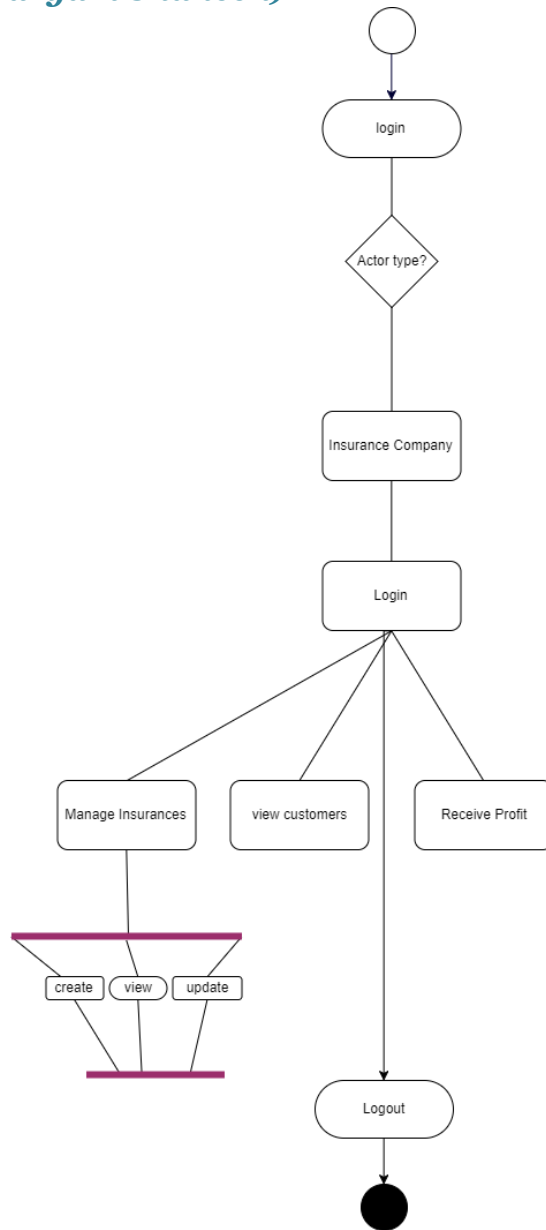 login
Actor type?
Insurance Company
Login
Manage Insurances
view customers
Receive Profit
create
view
update
Logout